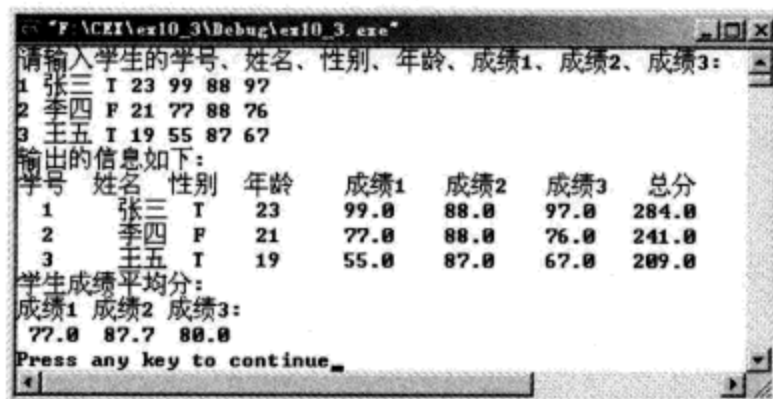 "F:\CEX\ex10_3\Debug\ex10_3.exe"
请输入学生的学号、姓名、性别、年龄、成绩1、成绩2、成绩3:
1 张三 T 23 99 88 97
2 李四 F 21 77 88 76
3 王五 T 19 55 87 67
输出的信息如下:
学号 姓名 性别 年龄 成绩1 成绩2 成绩3 总分
1 张三 T 23 99.0 88.0 97.0 284.0
2 李四 F 21 77.0 88.0 76.0 241.0
3 王五 T 19 55.0 87.0 67.0 209.0
学生成绩平均分:
成绩1 成绩2 成绩3:
77.0 87.7 80.0
Press any key to continue_